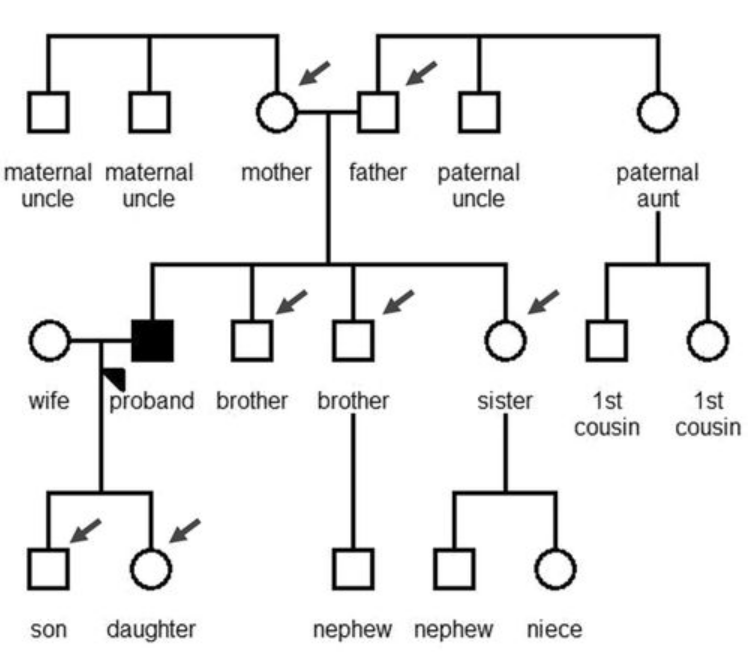 maternal uncle
maternal uncle
mother
father
paternal uncle
paternal aunt
wife
proband
brother
brother
sister
1st cousin
1st cousin
son
daughter
nephew
nephew
niece